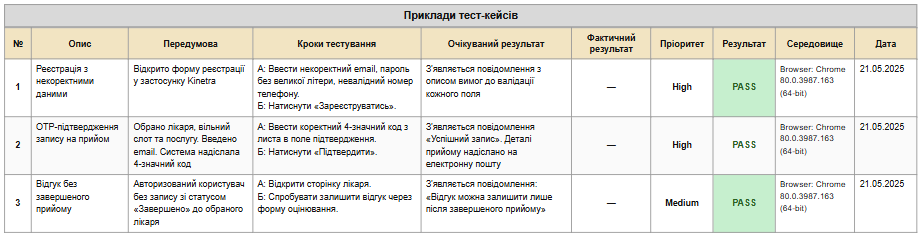 Приклади тест-кейсів
№ Опис Передумова Кроки тестування Очікуваний результат Фактичний результат Пріоритет Результат Середовище Дата
1
Реєстрація з
некоректними
даними
Відкрито форму реєстрації
у застосунку Kinetra
А: Ввести некоректний email, пароль
без великої літери, невалідний номер
телефону.
Б: Натиснути «Зареєструватись».
З'являється повідомлення з
описом вимог до валідації
кожного поля
—
High
PASS
Browser: Chrome
80.0.3987.163
(64-bit)
21.05.2025
2
ОТР-підтвердження
запису на прийом
Обрано лікаря, вільний
слот та послугу. Введено
email. Система надіслала
4-значний код
А: Ввести коректний 4-значний код з
листа в поле підтвердження.
Б: Натиснути «Підтвердити».
З'являється повідомлення
«Успішний запис». Деталі
прийому надіслано на
електронну пошту
—
High
PASS
Browser: Chrome
80.0.3987.163
(64-bit)
21.05.2025
3
Відгук без
завершеного
прийому
Авторизований користувач
без запису зі статусом
«Завершено» до обраного
лікаря
А: Відкрити сторінку лікаря.
Б: Спробувати залишити відгук через
форму оцінювання.
З'являється повідомлення:
«Відгук можна залишити лише
після завершеного прийому»
—
Medium
PASS
Browser: Chrome
80.0.3987.163
(64-bit)
21.05.2025